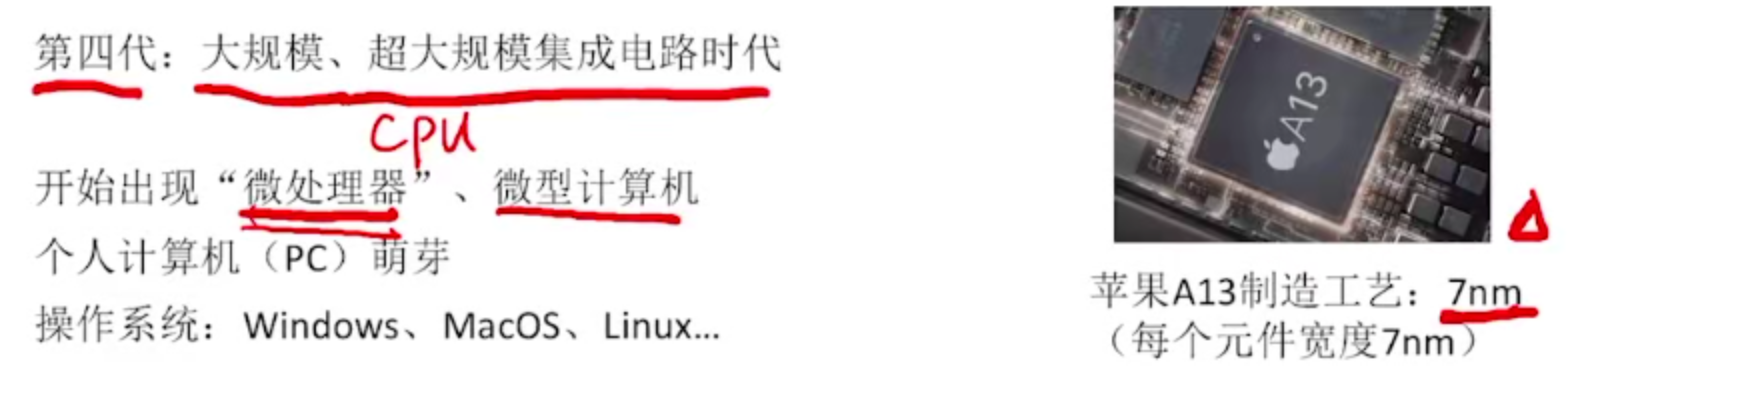 第四代：大规模、超大规模集成电路时代
CPU
开始出现“微处理器”、微型计算机
个人计算机（PC）萌芽
操作系统：Windows、MacOS、Linux...
A13
苹果A13制造工艺：7nm
（每个元件宽度7nm）